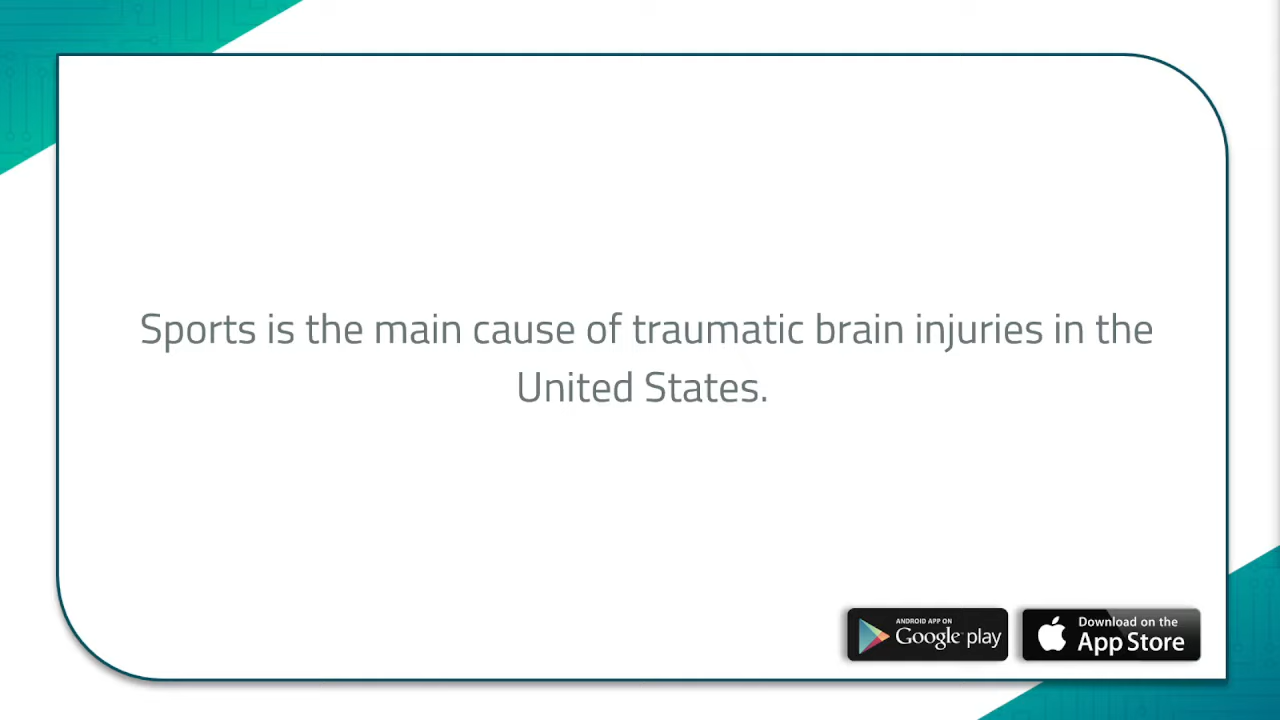 Sports is the main cause of traumatic brain injuries in the
United States.
ANDROID APP ON
Google play
Download on the
App Store